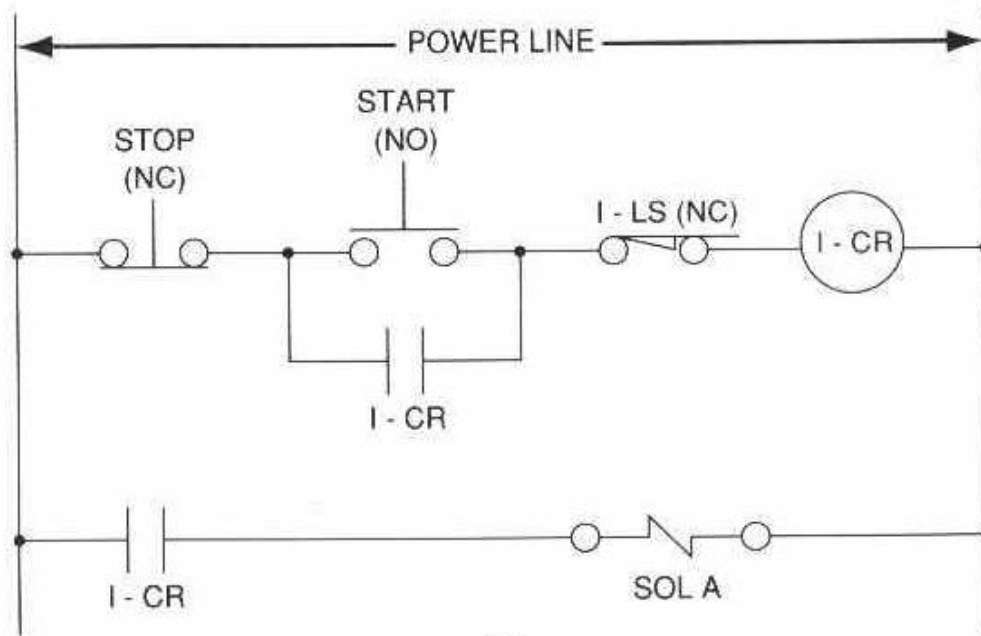 POWER LINE
START
(NO)
STOP
(NC)
I - LS (NC)
I - CR
I - CR
I - CR
SOL A